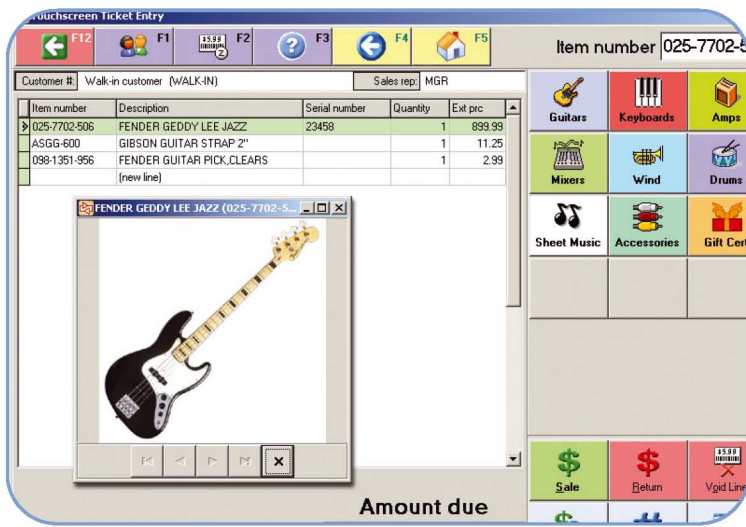 Touchscreen Ticket Entry
F12 F1 F2 F3 F4 F5
Item number 025-7702-5
Customer #: Walk-in customer (WALK-IN) Sales rep: MGR
Item number Description Serial number Quantity Ext prc
025-7702-506 FENDER GEDDY LEE JAZZ 23458 1 899.99
ASGG-600 GIBSON GUITAR STRAP 2" 1 11.25
098-1351-956 FENDER GUITAR PICK,CLEARS 1 2.99
(new line)
FENDER GEDDY LEE JAZZ (025-7702-5...
Guitars Keyboards Amps
Mixers Wind Drums
Sheet Music Accessories Gift Cert
Sale Return Void Line
Amount due